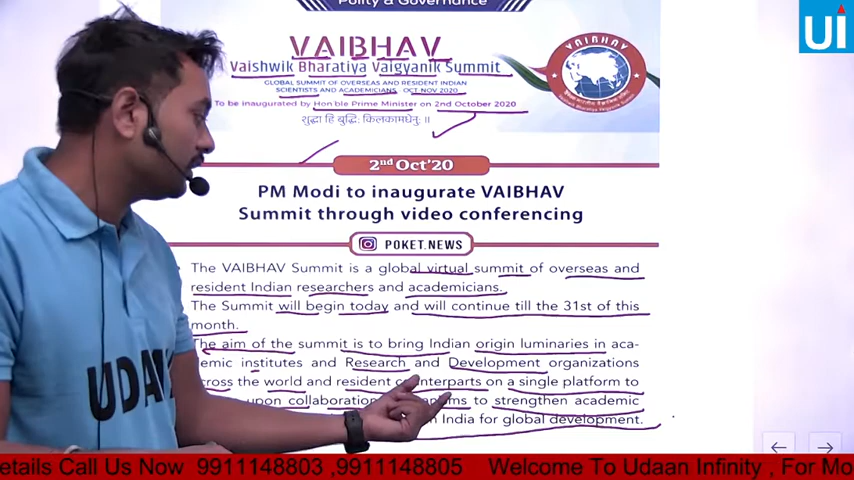 Polity & Governance
UI
VAIBHAV
Vaishwik Bharatiya Vaigyanik Summit
VAIBHAV
GLOBAL SUMMIT OF OVERSEAS AND RESIDENT INDIAN
SCIENTISTS AND ACADEMICIANS OCT-NOV 2020
To be inaugurated by Hon'ble Prime Minister on 2nd October 2020
शुद्धा हि बुद्धि: किलकामधेनु: ॥
2nd Oct'20
PM Modi to inaugurate VAIBHAV
Summit through video conferencing
POKET.NEWS
The VAIBHAV Summit is a global virtual summit of overseas and
resident Indian researchers and academicians.
The Summit will begin today and will continue till the 31st of this
month.
The aim of the summit is to bring Indian origin luminaries in aca-
demic institutes and Research and Development organizations
across the world and resident counterparts on a single platform to
upon collaboration to strengthen academic
India for global development.
UDAA
etails Call Us Now 9911148803 ,9911148805 Welcome To Udaan Infinity , For Mo